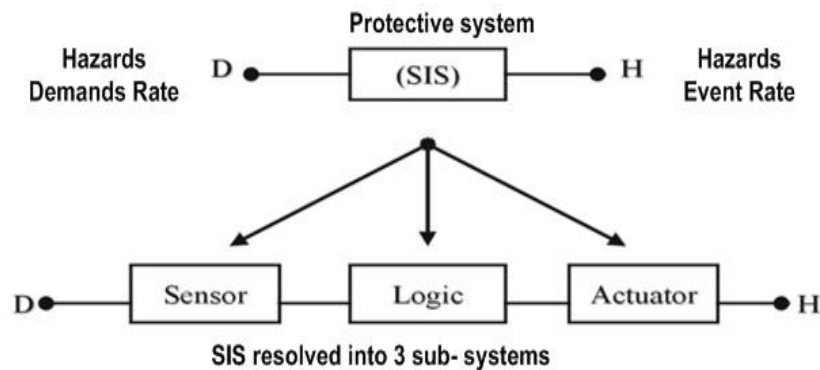 Protective system
Hazards
Demands Rate
D
(SIS)
H
Hazards
Event Rate
D
Sensor
Logic
Actuator
H
SIS resolved into 3 sub- systems